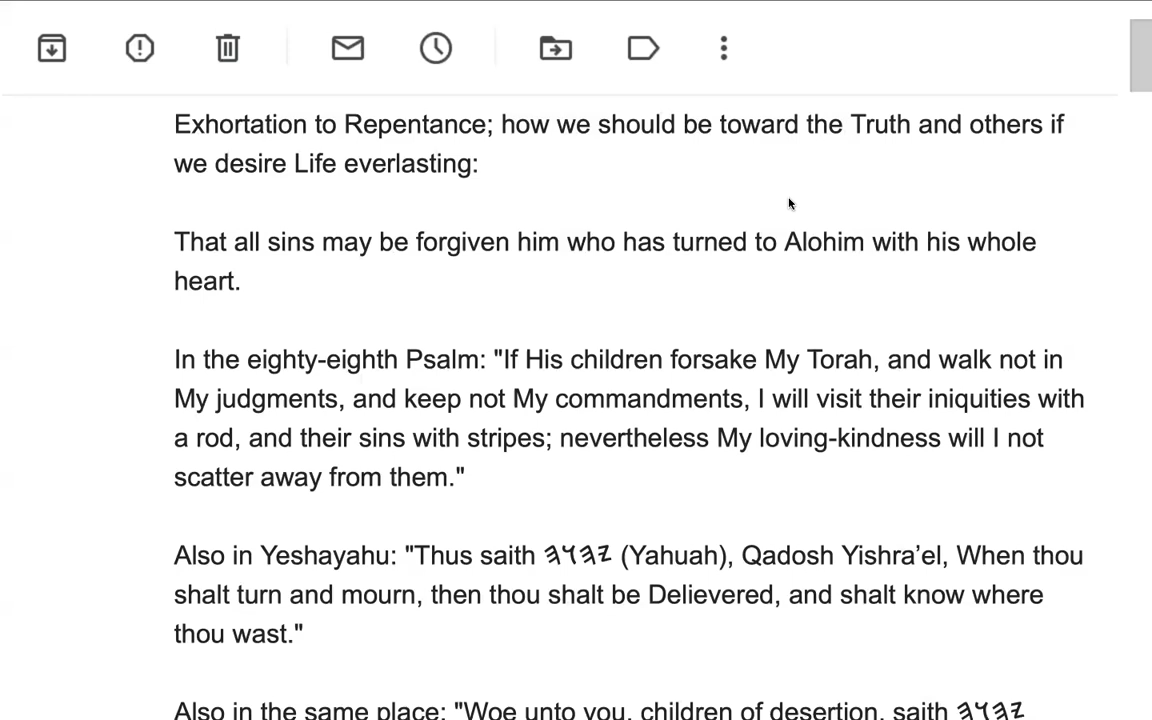 Exhortation to Repentance; how we should be toward the Truth and others if
we desire Life everlasting:
That all sins may be forgiven him who has turned to Alohim with his whole
heart.
In the eighty-eighth Psalm: "If His children forsake My Torah, and walk not in
My judgments, and keep not My commandments, I will visit their iniquities with
a rod, and their sins with stripes; nevertheless My loving-kindness will I not
scatter away from them."
Also in Yeshayahu: "Thus saith 𐤉𐤄𐤅𐤄 (Yahuah), Qadosh Yishra’el, When thou
shalt turn and mourn, then thou shalt be Delievered, and shalt know where
thou wast."
Also in the same place: "Woe unto you, children of desertion, saith 𐤉𐤄𐤅𐤄